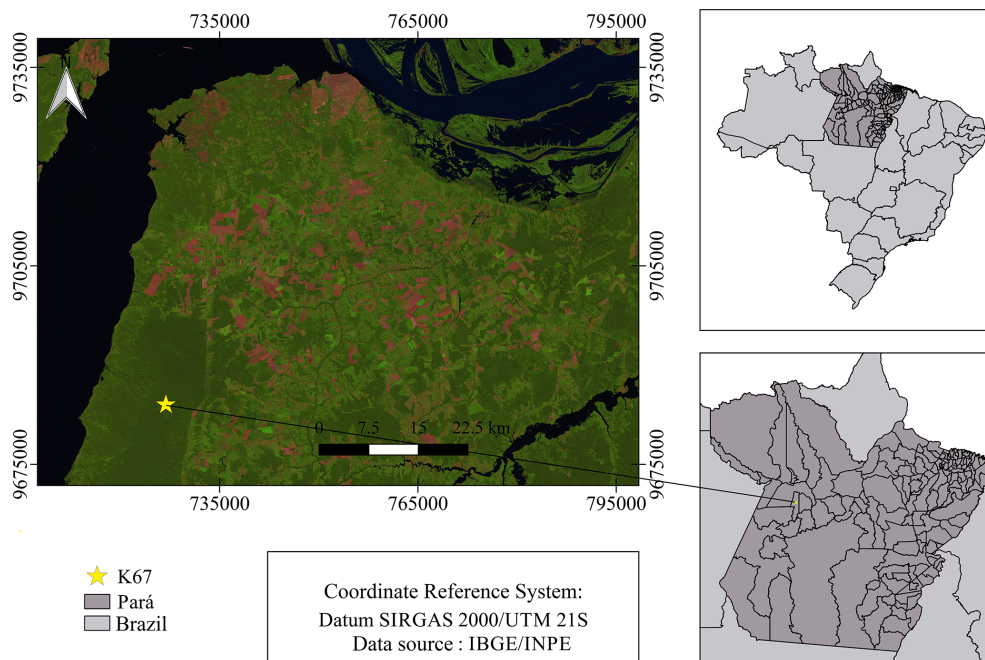 735000 765000 795000
9735000 9735000
N
9705000 9705000
0 7.5 15 22.5 km
9675000 9675000
735000 765000 795000
K67
Pará
Brazil
Coordinate Reference System:
Datum SIRGAS 2000/UTM 21S
Data source : IBGE/INPE